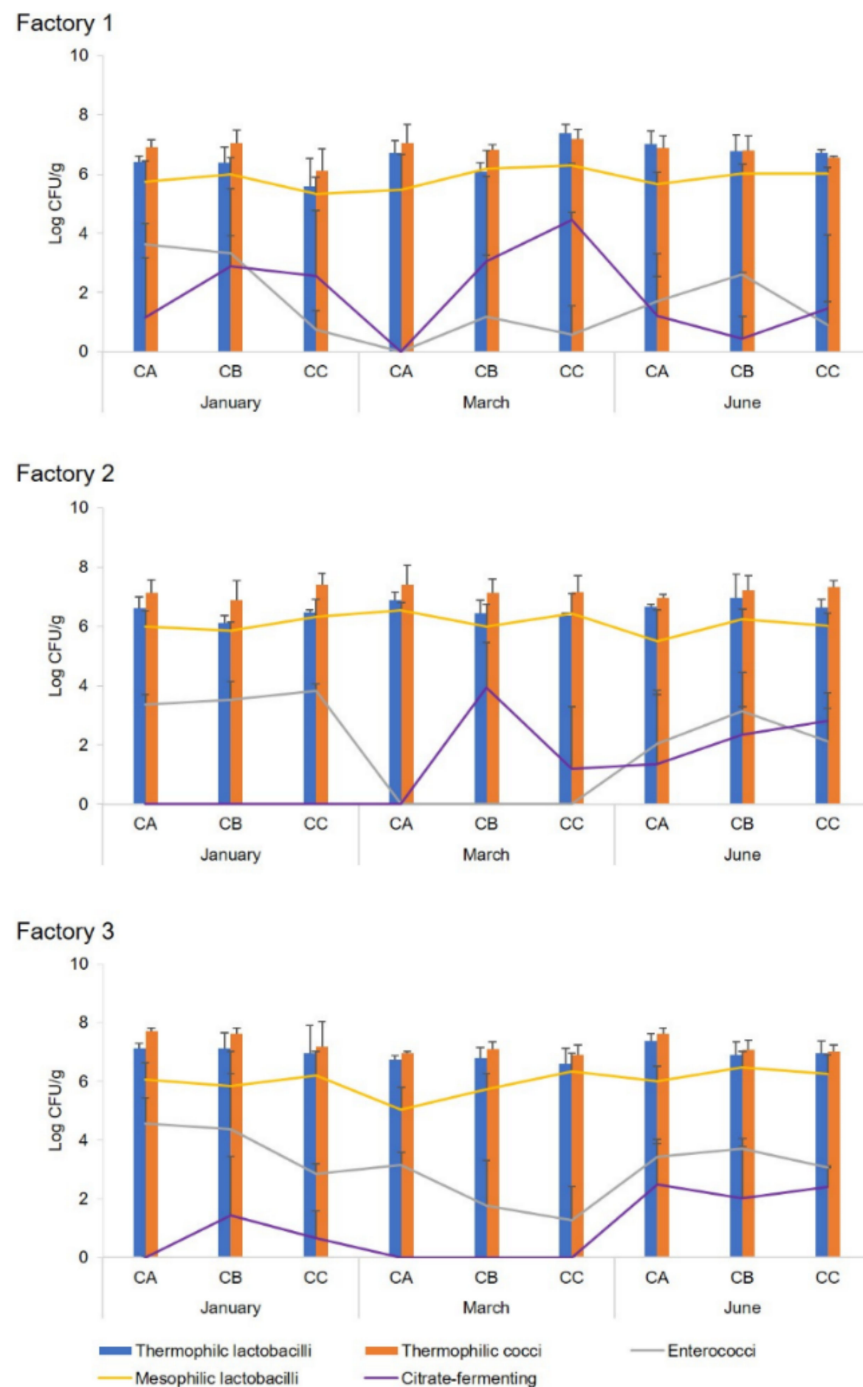 Factory 1
10
8
6
4
2
0
Log CFU/g
CA CB CC CA CB CC CA CB CC
January March June
Factory 2
10
8
6
4
2
0
Log CFU/g
CA CB CC CA CB CC CA CB CC
January March June
Factory 3
10
8
6
4
2
0
Log CFU/g
CA CB CC CA CB CC CA CB CC
January March June
Thermophilc lactobacilli Thermophilic cocci Enterococci
Mesophilic lactobacilli Citrate-fermenting